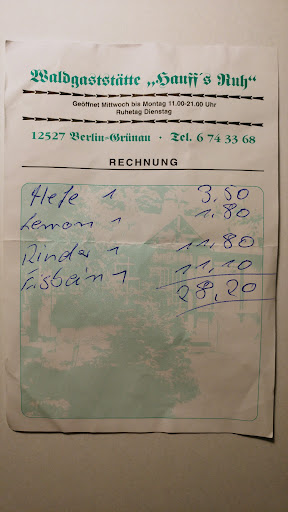 Waldgaststätte „Hauff's Ruh"
Geöffnet Mittwoch bis Montag 11.00-21.00 Uhr
Ruhetag Dienstag
12527 Berlin-Grünau · Tel. 6 74 33 68
RECHNUNG
Hefe 1 3,50
Lemon 1 1,80
Rinder 1 11,80
Eisbein 1 11,10
28,20